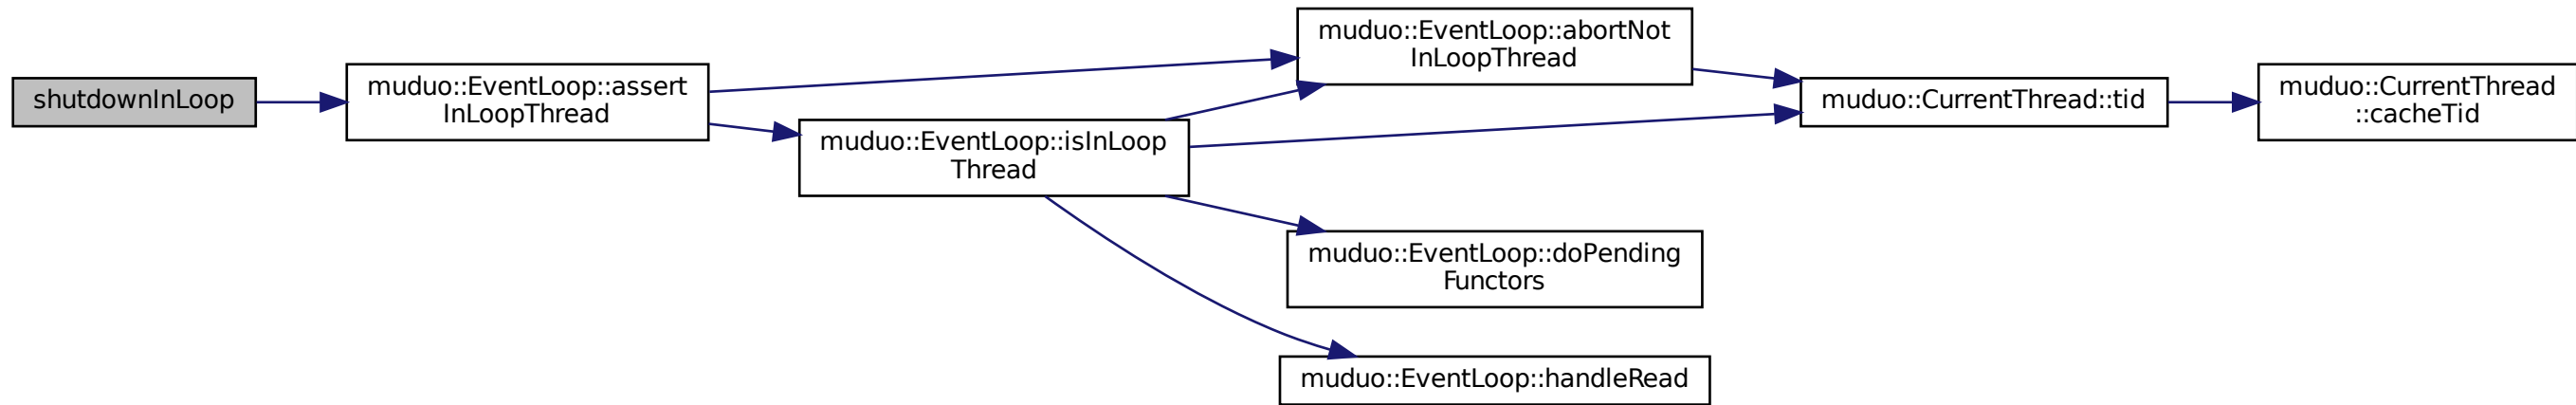 shutdownInLoop
muduo::EventLoop::assert
InLoopThread
muduo::EventLoop::abortNot
InLoopThread
muduo::EventLoop::isInLoop
Thread
muduo::CurrentThread::tid
muduo::CurrentThread
::cacheTid
muduo::EventLoop::doPending
Functors
muduo::EventLoop::handleRead